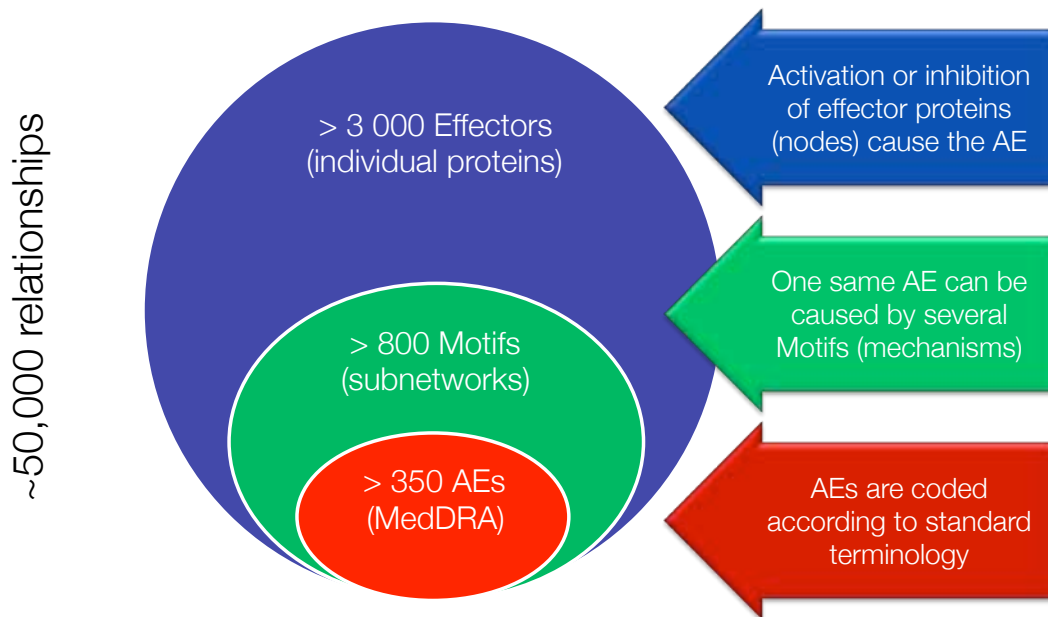 ~50,000 relationships
> 3 000 Effectors
(individual proteins)
> 800 Motifs
(subnetworks)
> 350 AEs
(MedDRA)
Activation or inhibition
of effector proteins
(nodes) cause the AE
One same AE can be
caused by several
Motifs (mechanisms)
AEs are coded
according to standard
terminology